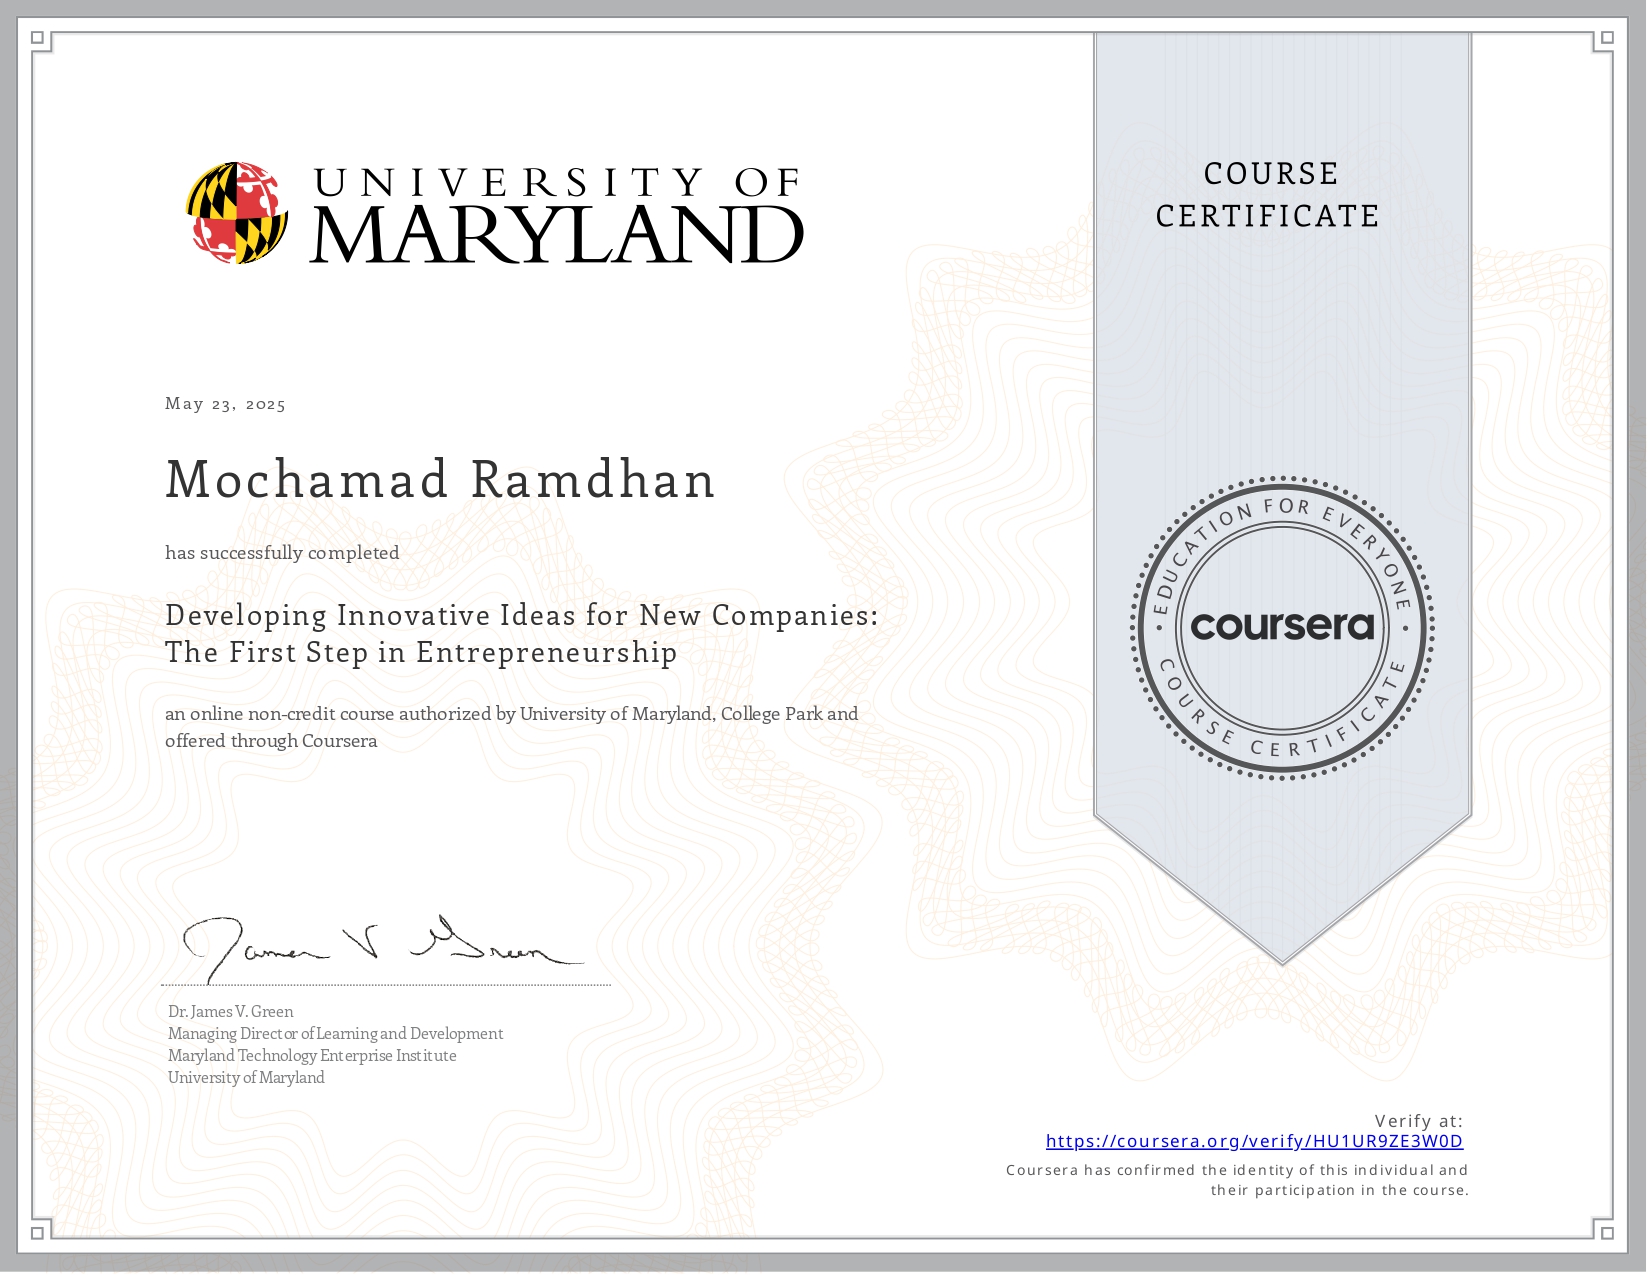 UNIVERSITY OF
MARYLAND
COURSE
CERTIFICATE
May 23, 2025
Mochamad Ramdhan
has successfully completed
Developing Innovative Ideas for New Companies:
The First Step in Entrepreneurship
an online non-credit course authorized by University of Maryland, College Park and
offered through Coursera
EDUCATION FOR EVERYONE
coursera
COURSE CERTIFICATE
James V Green
Dr. James V. Green
Managing Director of Learning and Development
Maryland Technology Enterprise Institute
University of Maryland
Verify at:
https://coursera.org/verify/HU1UR9ZE3W0D
Coursera has confirmed the identity of this individual and
their participation in the course.